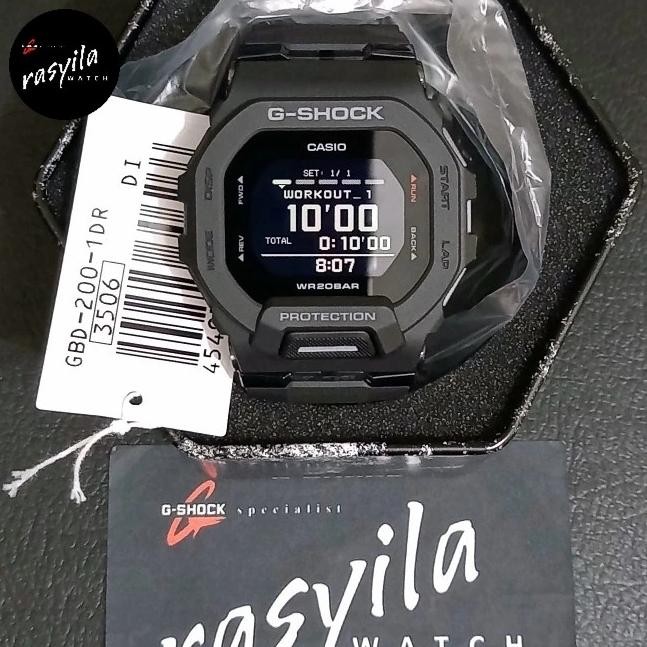 rasyila
WATCH
GBD-200-1DR DI
3506
G-SHOCK
CASIO
DISP
FWD
SET: 1/ 1
WORKOUT_1
10'00
TOTAL 0:10'00
8:07
WR20BAR
MODE
REV
RUN
BACK
START
LAP
PROTECTION
G-SHOCK specialist
rasyila
WATCH